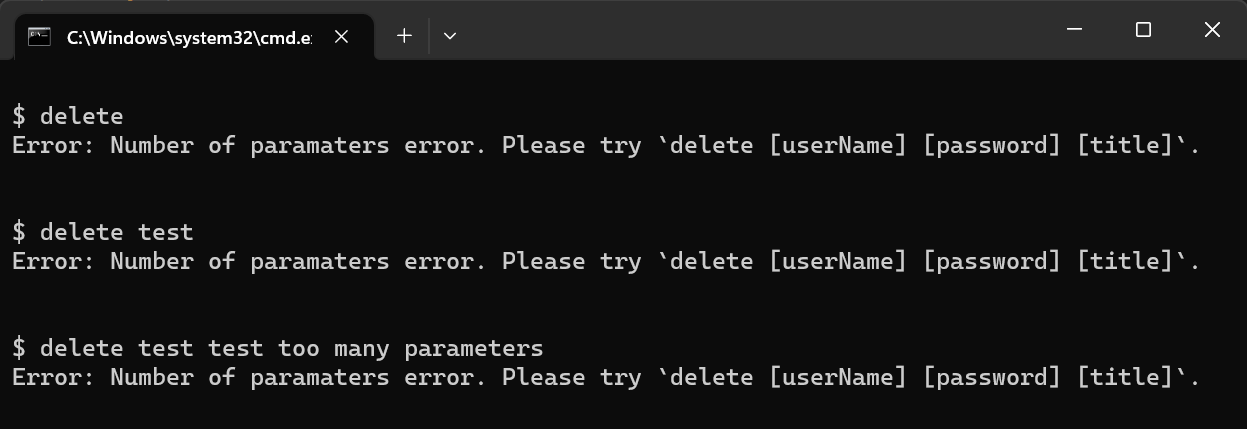 C:\Windows\system32\cmd.e
$ delete
Error: Number of paramaters error. Please try `delete [userName] [password] [title]`.
$ delete test
Error: Number of paramaters error. Please try `delete [userName] [password] [title]`.
$ delete test test too many parameters
Error: Number of paramaters error. Please try `delete [userName] [password] [title]`.